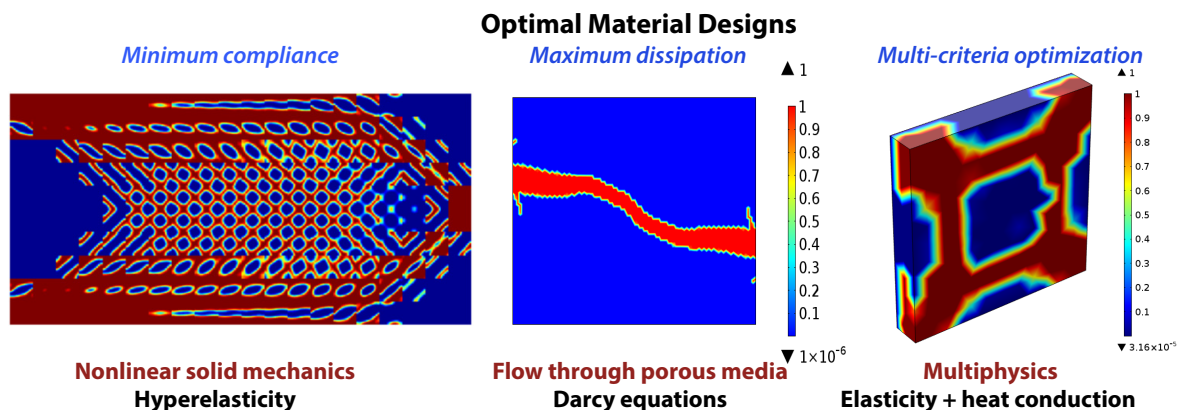 Optimal Material Designs
Minimum compliance
Maximum dissipation
Multi-criteria optimization
▲ 1
1
0.9
0.8
0.7
0.6
0.5
0.4
0.3
0.2
0.1
▼ 1×10⁻⁶
▲ 1
1
0.9
0.8
0.7
0.6
0.5
0.4
0.3
0.2
0.1
▼ 3.16×10⁻⁵
Nonlinear solid mechanics
Hyperelasticity
Flow through porous media
Darcy equations
Multiphysics
Elasticity + heat conduction